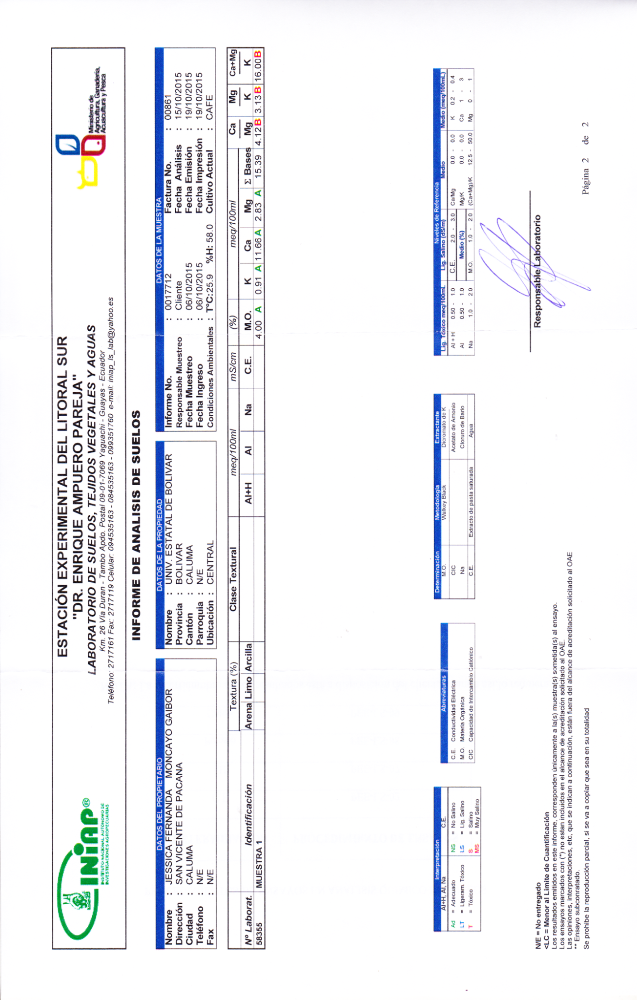 INIAP®
INSTITUTO NACIONAL AUTÓNOMO DE
INVESTIGACIONES AGROPECUARIAS
ESTACIÓN EXPERIMENTAL DEL LITORAL SUR
"DR. ENRIQUE AMPUERO PAREJA"
LABORATORIO DE SUELOS, TEJIDOS VEGETALES Y AGUAS
Km. 26 Vía Duran - Tambo Apdo. Postal 09-01-7069 Yaguachi - Guayas - Ecuador
Teléfono: 2717161 Fax: 2717119 Celular: 094535163 - 084535163 - 099351760 e-mail: iniap_ls_lab@yahoo.es
Ministerio de
Agricultura, Ganadería,
Acuacultura y Pesca
INFORME DE ANALISIS DE SUELOS
DATOS DEL PROPIETARIO
Nombre : JESSICA FERNANDA MONCAYO GAIBOR
Dirección : SAN VICENTE DE PACANA
Ciudad : CALUMA
Teléfono : N/E
Fax : N/E
DATOS DE LA PROPIEDAD
Nombre : UNIV. ESTATAL DE BOLIVAR
Provincia : BOLIVAR
Cantón : CALUMA
Parroquia : N/E
Ubicación : CENTRAL
DATOS DE LA MUESTRA
Informe No. : 0017712 Factura No. : 00861
Responsable Muestreo : Cliente Fecha Análisis : 15/10/2015
Fecha Muestreo : 06/10/2015 Fecha Emisión : 19/10/2015
Fecha Ingreso : 06/10/2015 Fecha Impresión : 19/10/2015
Condiciones Ambientales : T°C:25.9 %H: 58.0 Cultivo Actual : CAFE
Textura (%) Clase Textural meq/100ml mS/cm (%) meq/100ml Ca Mg Ca+Mg
Nº Laborat. Identificación Arena Limo Arcilla Al+H Al Na C.E. M.O. K Ca Mg Σ Bases Mg K K
58355 MUESTRA 1 4.00 A 0.91 A 11.66 A 2.83 A 15.39 4.12 B 3.13 B 16.00 B
Interpretación
Al+H, Al, Na C.E.
Ad = Adecuado NS = No Salino
LT = Ligeram. Tóxico LS = Lig. Salino
T = Tóxico S = Salino
MS = Muy Salino
Abreviaturas
C.E. Conductividad Eléctrica
M.O. Materia Orgánica
CIC Capacidad de Intercambio Catiónico
Determinación Metodología Extractante
M.O. Walkey Black Dicromato de K
CIC Acetato de Amonio
Na Cloruro de Bario
C.E. Extracto de pasta saturada Agua
Niveles de Referencia
Lig. Tóxico meq/100mL Lig. Salino (dS/m) Medio Medio (meq/100mL)
Al + H 0.50 - 1.0 C.E. 2.0 - 3.0 Ca/Mg 0.0 - 0.0 K 0.2 - 0.4
Al 0.50 - 1.0 Medio (%) Mg/K 0.0 - 0.0 Ca 1 - 3
Na 1.0 - 2.0 M.O. 1.0 - 2.0 (Ca+Mg)/K 12.5 - 50.0 Mg 0 - 1
N/E = No entregado
<LC = Menor al Límite de Cuantificación
Los resultados emitidos en este informe, corresponden únicamente a la(s) muestra(s) sometida(s) al ensayo.
Los ensayos marcados con (*) no estan incluidos en el alcance de acreditación solicitado al OAE.
Las opiniones, interpretaciones, etc, que se indican a continuación, están fuera del alcance de acreditación solicitado al OAE
** Ensayo subcontratado.
Se prohibe la reproducción parcial, si se va a copiar que sea en su totalidad
Responsable Laboratorio
Página 2 de 2